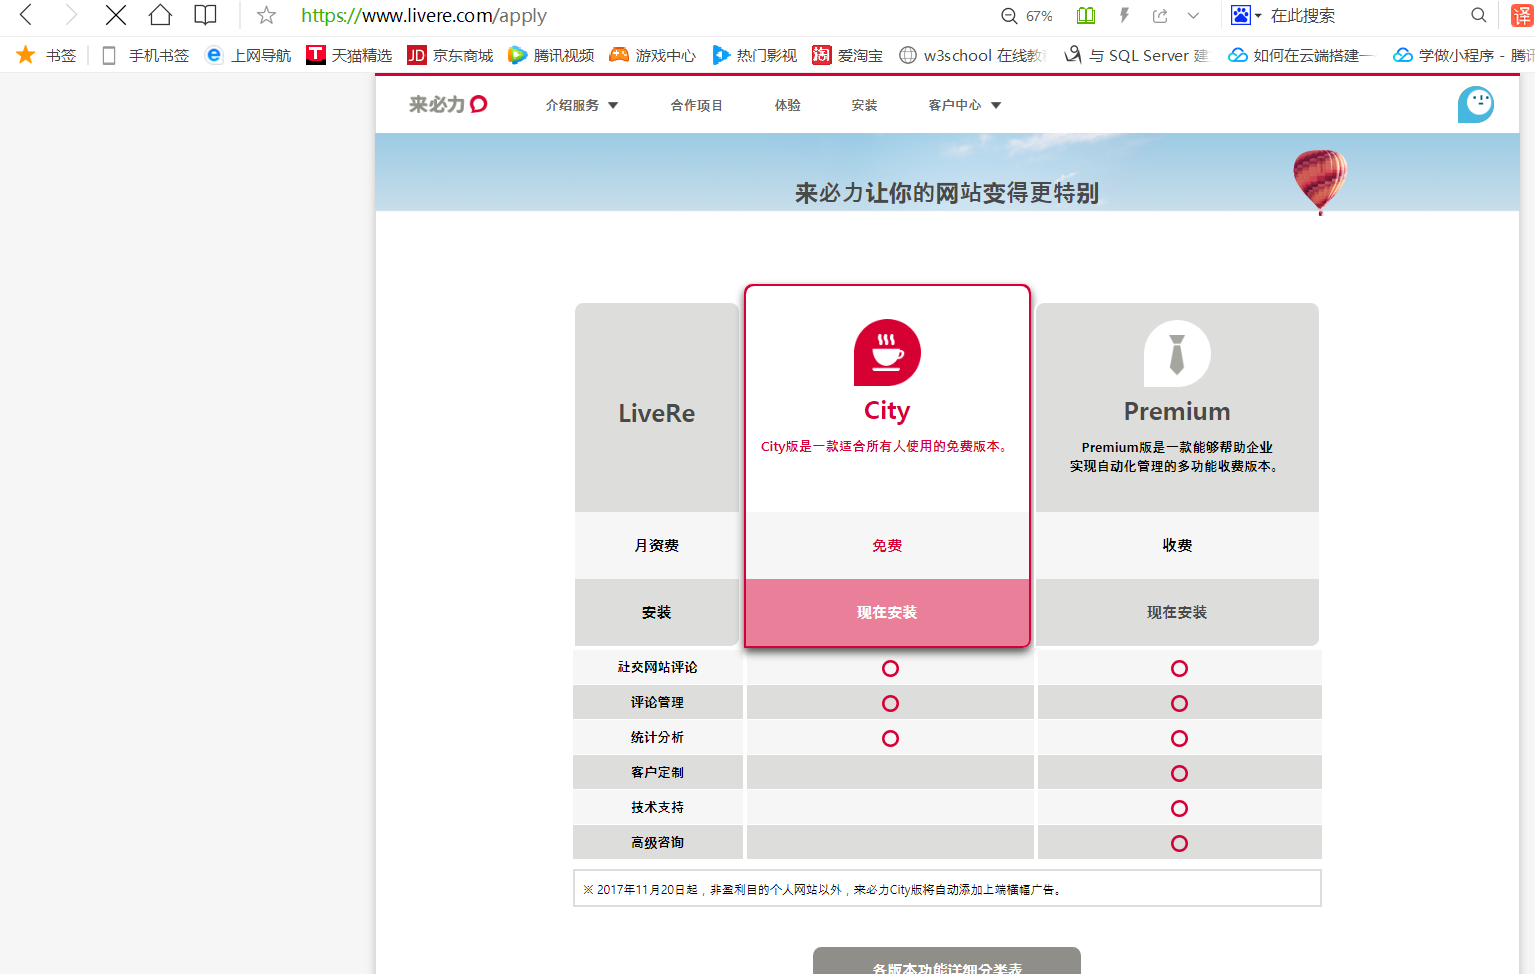 https://www.livere.com/apply
67%
在此搜索
译
书签
手机书签
上网导航
天猫精选
JD 京东商城
腾讯视频
游戏中心
热门影视
淘 爱淘宝
w3school 在线教
与 SQL Server 建
如何在云端搭建一
学做小程序 - 腾讯
来必力
介绍服务
合作项目
体验
安装
客户中心
来必力让你的网站变得更特别
LiveRe
City
City版是一款适合所有人使用的免费版本。
Premium
Premium版是一款能够帮助企业
实现自动化管理的多功能收费版本。
月资费
免费
收费
安装
现在安装
现在安装
社交网站评论
评论管理
统计分析
客户定制
技术支持
高级咨询
※ 2017年11月20日起，非盈利目的个人网站以外，来必力City版将自动添加上端横幅广告。
各版本功能详细分类表